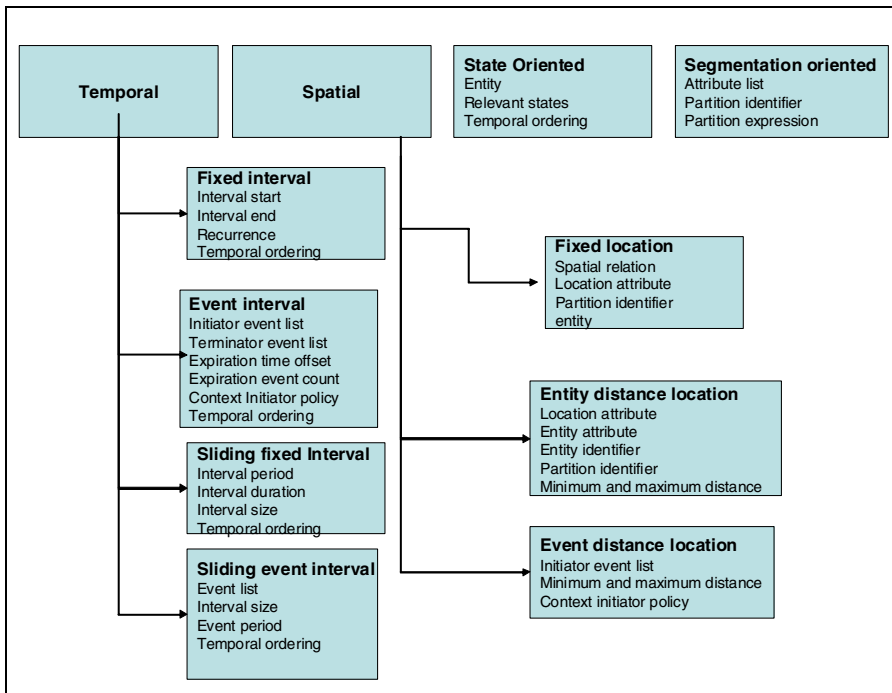 Temporal
Spatial
State Oriented
Entity
Relevant states
Temporal ordering
Segmentation oriented
Attribute list
Partition identifier
Partition expression
Fixed interval
Interval start
Interval end
Recurrence
Temporal ordering
Event interval
Initiator event list
Terminator event list
Expiration time offset
Expiration event count
Context Initiator policy
Temporal ordering
Sliding fixed Interval
Interval period
Interval duration
Interval size
Temporal ordering
Sliding event interval
Event list
Interval size
Event period
Temporal ordering
Fixed location
Spatial relation
Location attribute
Partition identifier
entity
Entity distance location
Location attribute
Entity attribute
Entity identifier
Partition identifier
Minimum and maximum distance
Event distance location
Initiator event list
Minimum and maximum distance
Context initiator policy